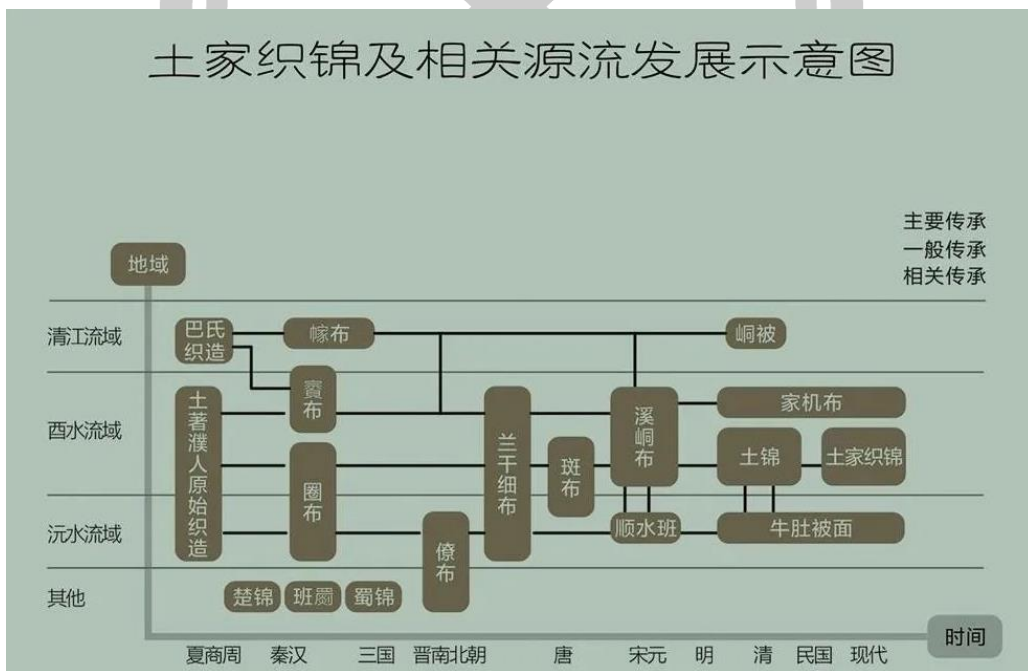 土家织锦及相关源流发展示意图
主要传承
一般传承
相关传承
地域
清江流域
巴氏
织造
幏布
峒被
酉水流域
土著濮人原始织造
賨布
圈布
兰干细布
斑布
溪峒布
家机布
土锦
土家织锦
沅水流域
僚布
顺水班
牛肚被面
其他
楚锦
班罽
蜀锦
时间
夏商周 秦汉 三国 晋南北朝 唐 宋元 明 清 民国 现代